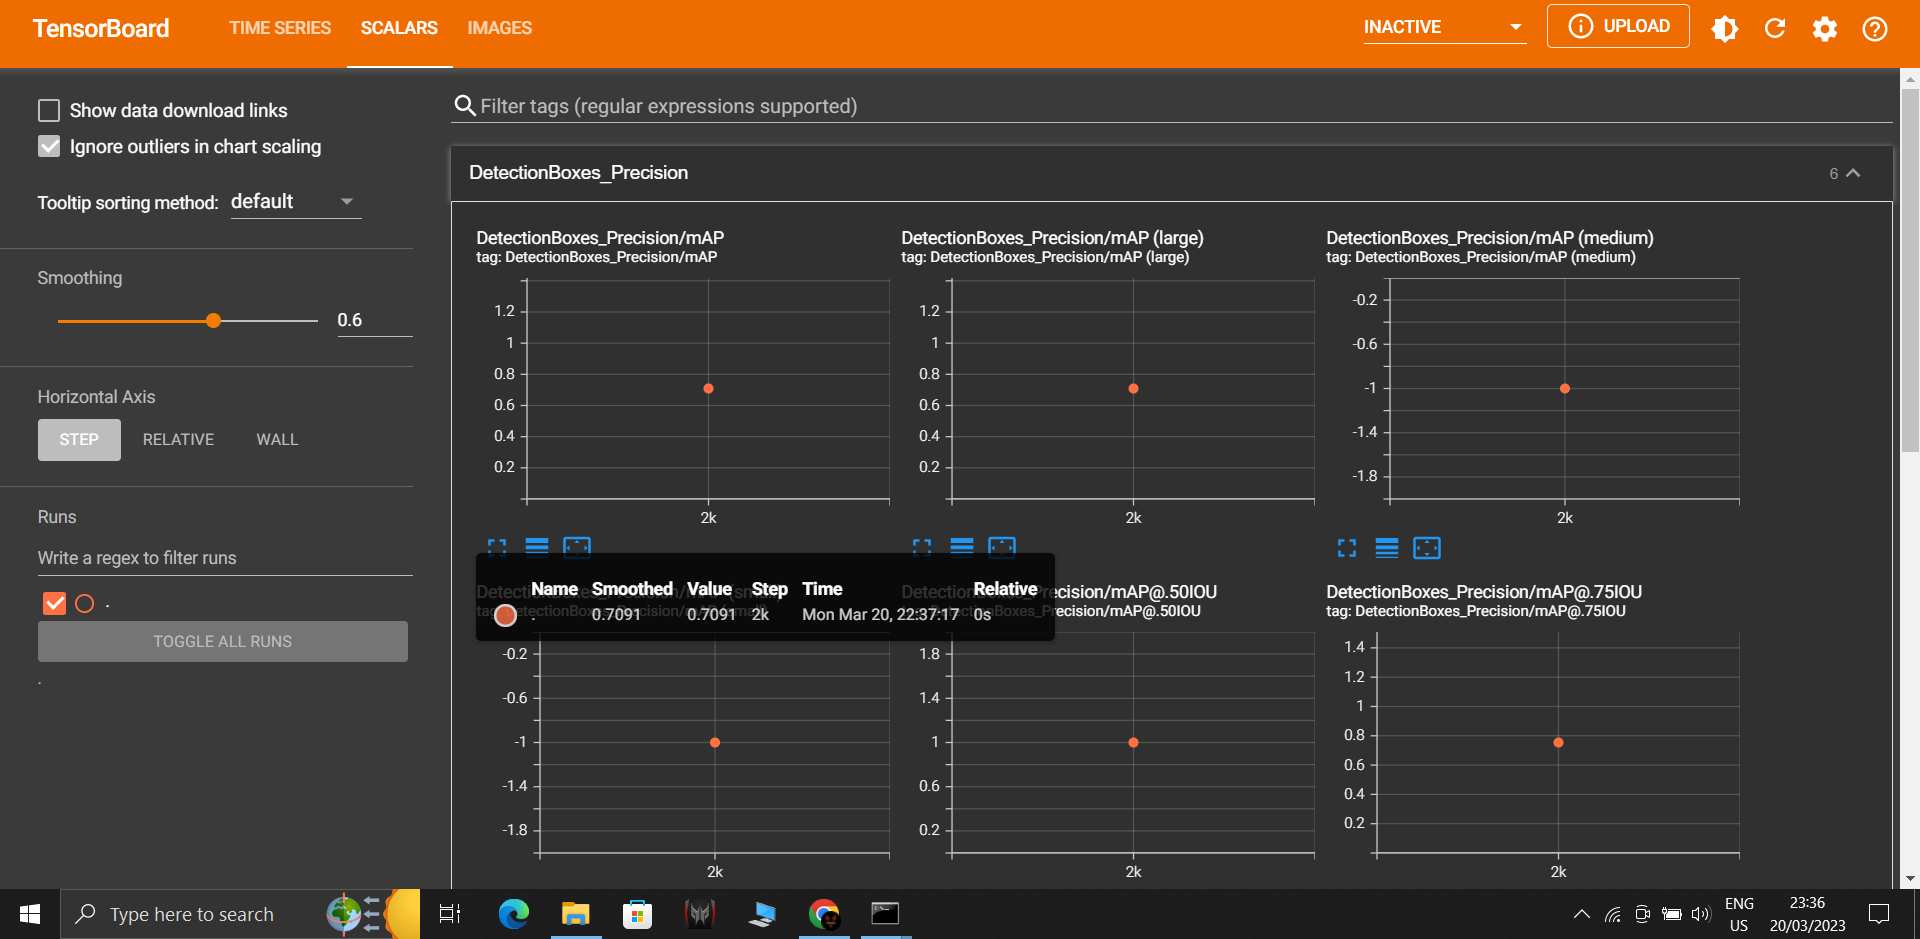 TensorBoard
TIME SERIES
SCALARS
IMAGES
INACTIVE
UPLOAD
Show data download links
Ignore outliers in chart scaling
Tooltip sorting method: default
Smoothing
0.6
Horizontal Axis
STEP
RELATIVE
WALL
Runs
Write a regex to filter runs
.
TOGGLE ALL RUNS
.
Filter tags (regular expressions supported)
DetectionBoxes_Precision
6
DetectionBoxes_Precision/mAP
tag: DetectionBoxes_Precision/mAP
1.2
1
0.8
0.6
0.4
0.2
2k
DetectionBoxes_Precision/mAP (large)
tag: DetectionBoxes_Precision/mAP (large)
1.2
1
0.8
0.6
0.4
0.2
2k
DetectionBoxes_Precision/mAP (medium)
tag: DetectionBoxes_Precision/mAP (medium)
-0.2
-0.6
-1
-1.4
-1.8
2k
Name Smoothed Value Step Time Relative
. 0.7091 0.7091 2k Mon Mar 20, 22:37:17 0s
-0.2
-0.6
-1
-1.4
-1.8
2k
DetectionBoxes_Precision/mAP@.50IOU
ecision/mAP@.50IOU
1.8
1.4
1
0.6
0.2
2k
DetectionBoxes_Precision/mAP@.75IOU
tag: DetectionBoxes_Precision/mAP@.75IOU
1.4
1.2
1
0.8
0.6
0.4
0.2
2k
Type here to search
ENG
US
23:36
20/03/2023